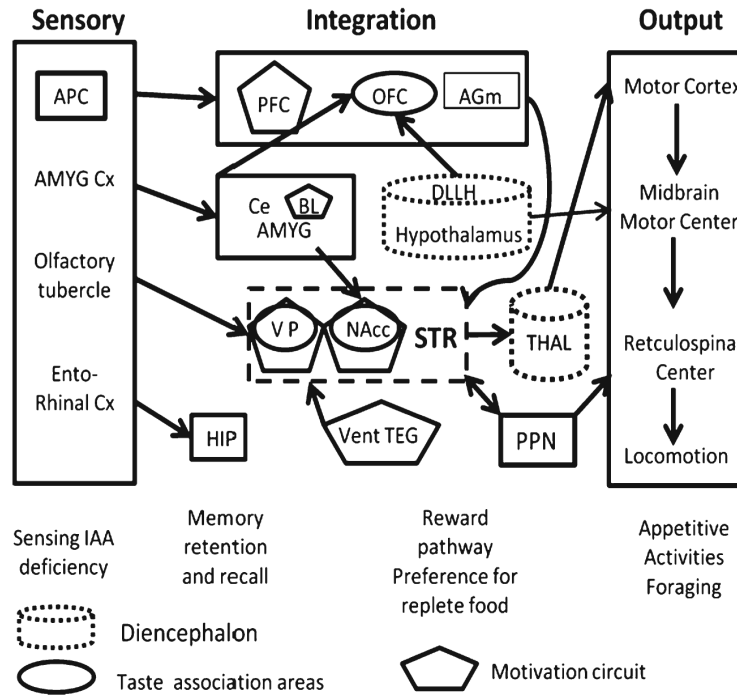 Sensory
Integration
Output
APC
PFC
OFC
AGm
Motor Cortex
AMYG Cx
Ce
BL
AMYG
DLLH
Hypothalamus
Midbrain
Motor Center
Olfactory
tubercle
V P
NAcc
STR
THAL
Retculospinal
Center
Ento-
Rhinal Cx
HIP
Vent TEG
PPN
Locomotion
Sensing IAA
deficiency
Memory
retention
and recall
Reward
pathway
Preference for
replete food
Appetitive
Activities
Foraging
Diencephalon
Taste association areas
Motivation circuit